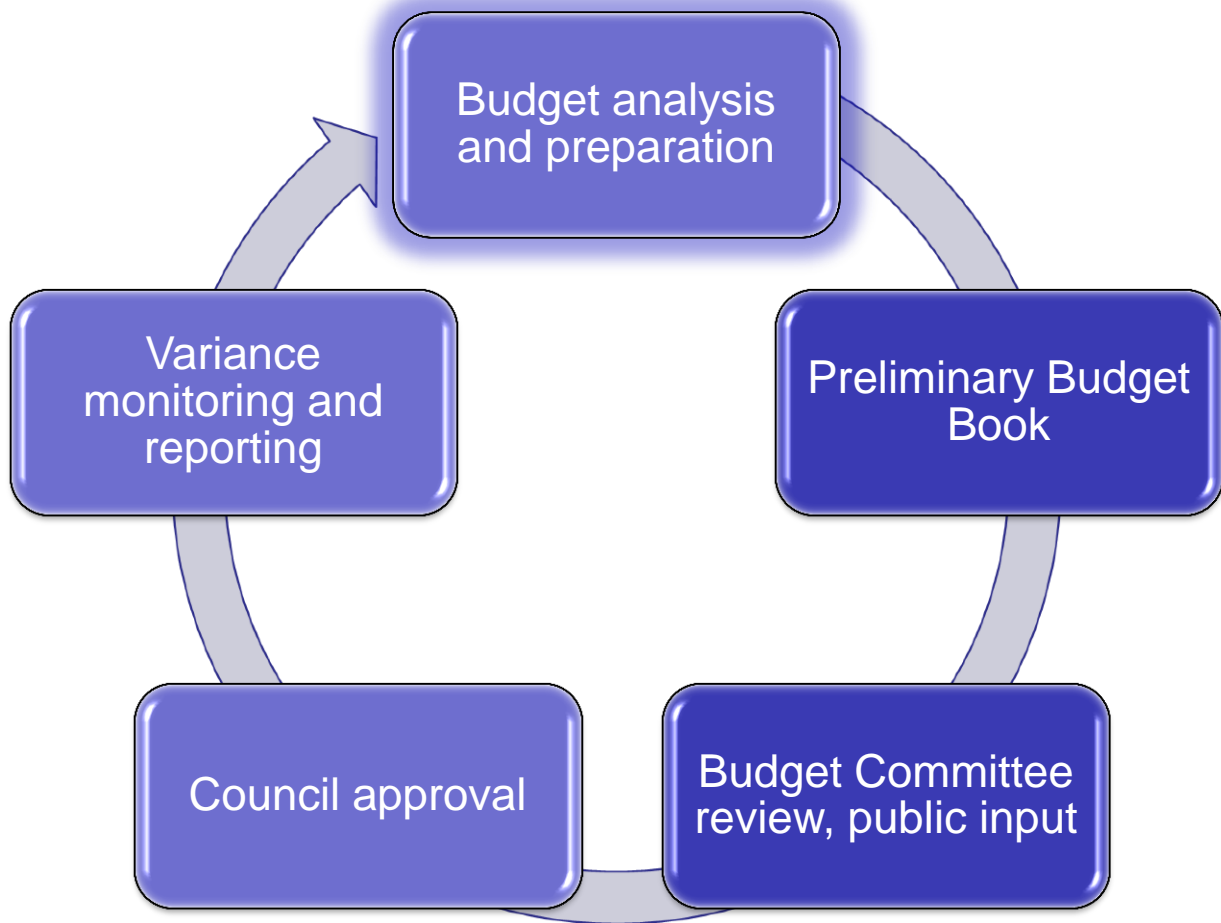 Budget analysis
and preparation
Preliminary Budget
Book
Budget Committee
review, public input
Council approval
Variance
monitoring and
reporting